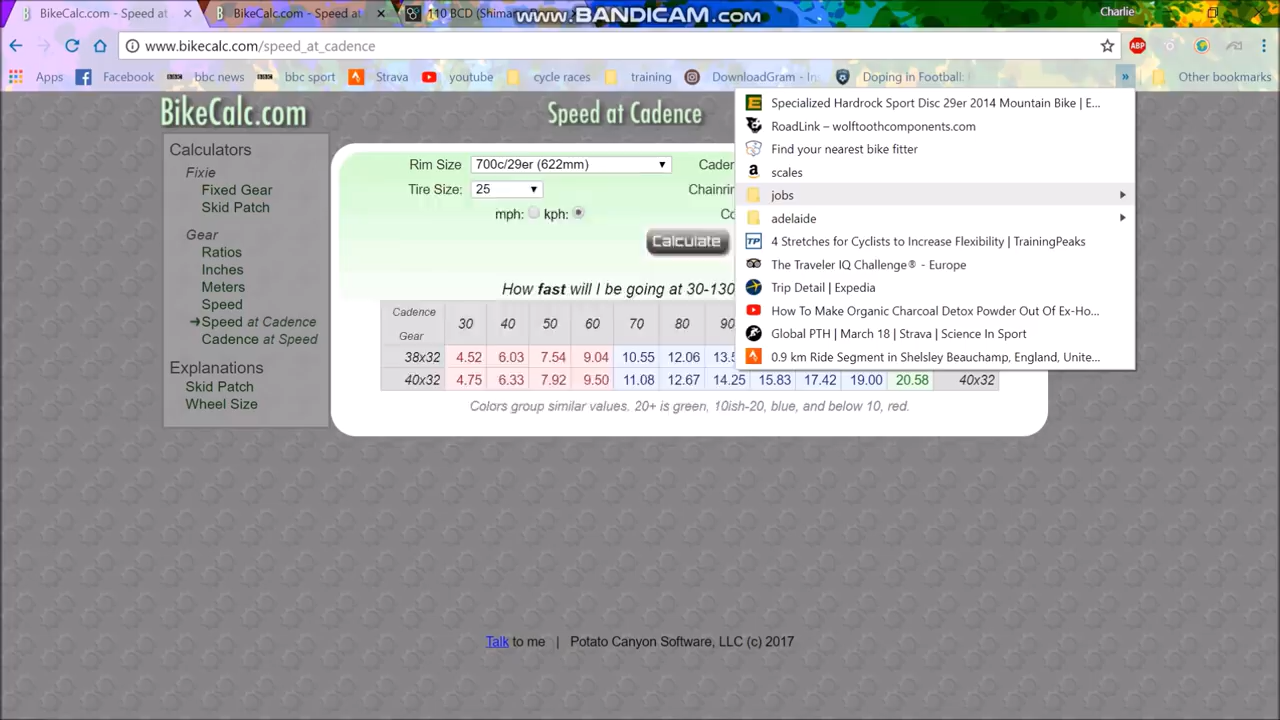 BikeCalc.com - Speed at
BikeCalc.com - Speed at
110 BCD (Shiman
www.BANDICAM.com
Charlie
www.bikecalc.com/speed_at_cadence
ABP
Apps
Facebook
bbc news
bbc sport
Strava
youtube
cycle races
training
DownloadGram - In
Doping in Football:
»
Other bookmarks
BikeCalc.com
Speed at Cadence
Calculators
Fixie
Fixed Gear
Skid Patch
Gear
Ratios
Inches
Meters
Speed
Speed at Cadence
Cadence at Speed
Explanations
Skid Patch
Wheel Size
Rim Size 700c/29er (622mm)
Caden
Tire Size: 25
Chainrin
mph: kph:
Co
Calculate
How fast will I be going at 30-130
Cadence
Gear
30 40 50 60 70 80 90
38x32 4.52 6.03 7.54 9.04 10.55 12.06 13.5
40x32 4.75 6.33 7.92 9.50 11.08 12.67 14.25 15.83 17.42 19.00 20.58 40x32
Colors group similar values. 20+ is green, 10ish-20, blue, and below 10, red.
Specialized Hardrock Sport Disc 29er 2014 Mountain Bike | E...
RoadLink – wolftoothcomponents.com
Find your nearest bike fitter
scales
jobs
adelaide
4 Stretches for Cyclists to Increase Flexibility | TrainingPeaks
The Traveler IQ Challenge® - Europe
Trip Detail | Expedia
How To Make Organic Charcoal Detox Powder Out Of Ex-Ho...
Global PTH | March 18 | Strava | Science In Sport
0.9 km Ride Segment in Shelsley Beauchamp, England, Unite...
Talk to me | Potato Canyon Software, LLC (c) 2017